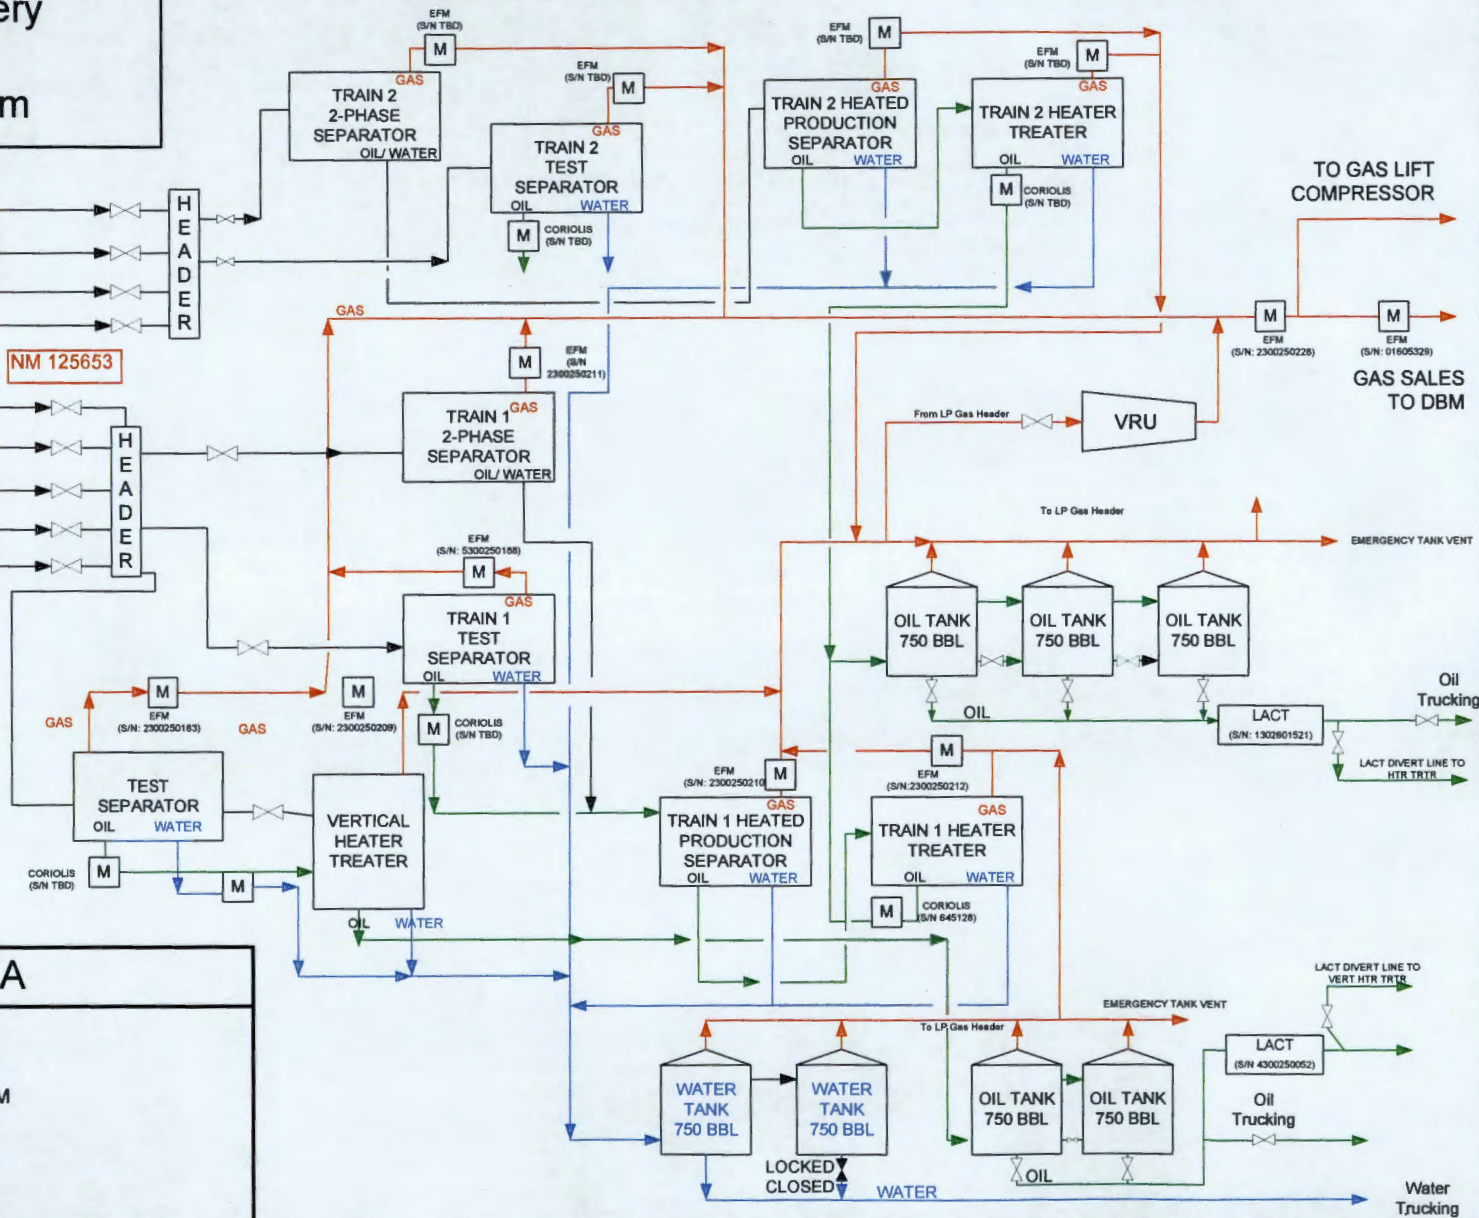 ery
m
EFM
(S/N TBD)
M
GAS
TRAIN 2
2-PHASE
SEPARATOR
OIL/ WATER
EFM
(S/N TBD)
M
GAS
TRAIN 2
TEST
SEPARATOR
OIL
WATER
M
CORIOLIS
(S/N TBD)
EFM
(S/N TBD)
M
GAS
TRAIN 2 HEATED
PRODUCTION
SEPARATOR
OIL
WATER
EFM
(S/N TBD)
M
GAS
TRAIN 2 HEATER
TREATER
OIL
WATER
M
CORIOLIS
(S/N TBD)
TO GAS LIFT
COMPRESSOR
HEADER
GAS
M
EFM
(S/N: 2300250228)
M
EFM
(S/N: 01605329)
GAS SALES
TO DBM
NM 125653
M
EFM
(S/N
2300250211)
GAS
TRAIN 1
2-PHASE
SEPARATOR
OIL/ WATER
From LP Gas Header
VRU
HEADER
To LP Gas Header
EMERGENCY TANK VENT
EFM
(S/N: 5300250188)
M
GAS
TRAIN 1
TEST
SEPARATOR
OIL
WATER
OIL TANK
750 BBL
OIL TANK
750 BBL
OIL TANK
750 BBL
OIL
LACT
(S/N: 1302601521)
Oil
Trucking
LACT DIVERT LINE TO
HTR TRTR
GAS
M
EFM
(S/N: 2300250183)
GAS
M
EFM
(S/N: 2300250209)
M
CORIOLIS
(S/N TBD)
TEST
SEPARATOR
OIL
WATER
VERTICAL
HEATER
TREATER
OIL
WATER
CORIOLIS
(S/N TBD)
M
M
EFM
(S/N: 2300250210
M
GAS
TRAIN 1 HEATED
PRODUCTION
SEPARATOR
OIL
WATER
M
EFM
(S/N:2300250212)
GAS
TRAIN 1 HEATER
TREATER
OIL
WATER
M
CORIOLIS
(S/N 645128)
A
M
To LP Gas Header
EMERGENCY TANK VENT
LACT DIVERT LINE TO
VERT HTR TRTR
LACT
(S/N 4300250052)
WATER
TANK
750 BBL
WATER
TANK
750 BBL
OIL TANK
750 BBL
OIL TANK
750 BBL
Oil
Trucking
LOCKED
CLOSED
OIL
WATER
Water
Trucking